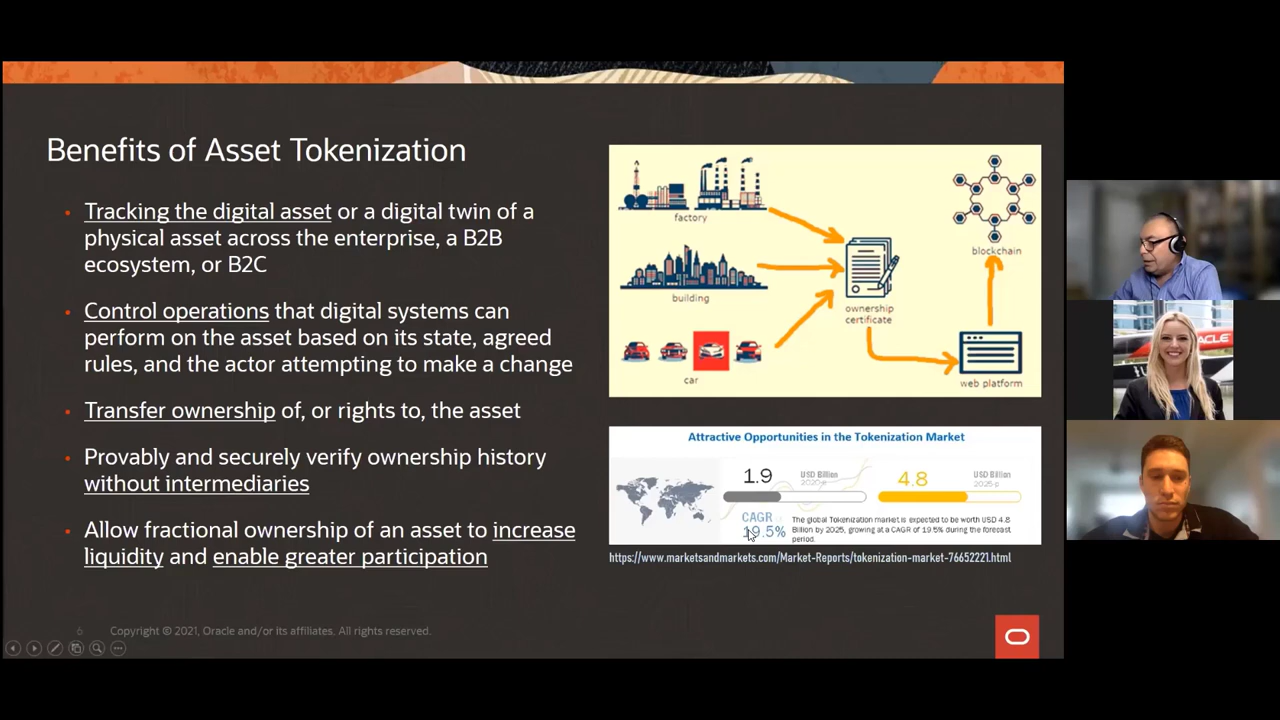 Benefits of Asset Tokenization
• Tracking the digital asset or a digital twin of a
physical asset across the enterprise, a B2B
ecosystem, or B2C
• Control operations that digital systems can
perform on the asset based on its state, agreed
rules, and the actor attempting to make a change
• Transfer ownership of, or rights to, the asset
• Provably and securely verify ownership history
without intermediaries
• Allow fractional ownership of an asset to increase
liquidity and enable greater participation
factory
building
car
ownership
certificate
web platform
blockchain
Attractive Opportunities in the Tokenization Market
1.9
USD Billion
2020-p
4.8
USD Billion
2025-p
CAGR
19.5%
The global Tokenization market is expected to be worth USD 4.8
Billion by 2025, growing at a CAGR of 19.5% during the forecast
period.
https://www.marketsandmarkets.com/Market-Reports/tokenization-market-76652221.html
6
Copyright © 2021, Oracle and/or its affiliates. All rights reserved.
RACLE